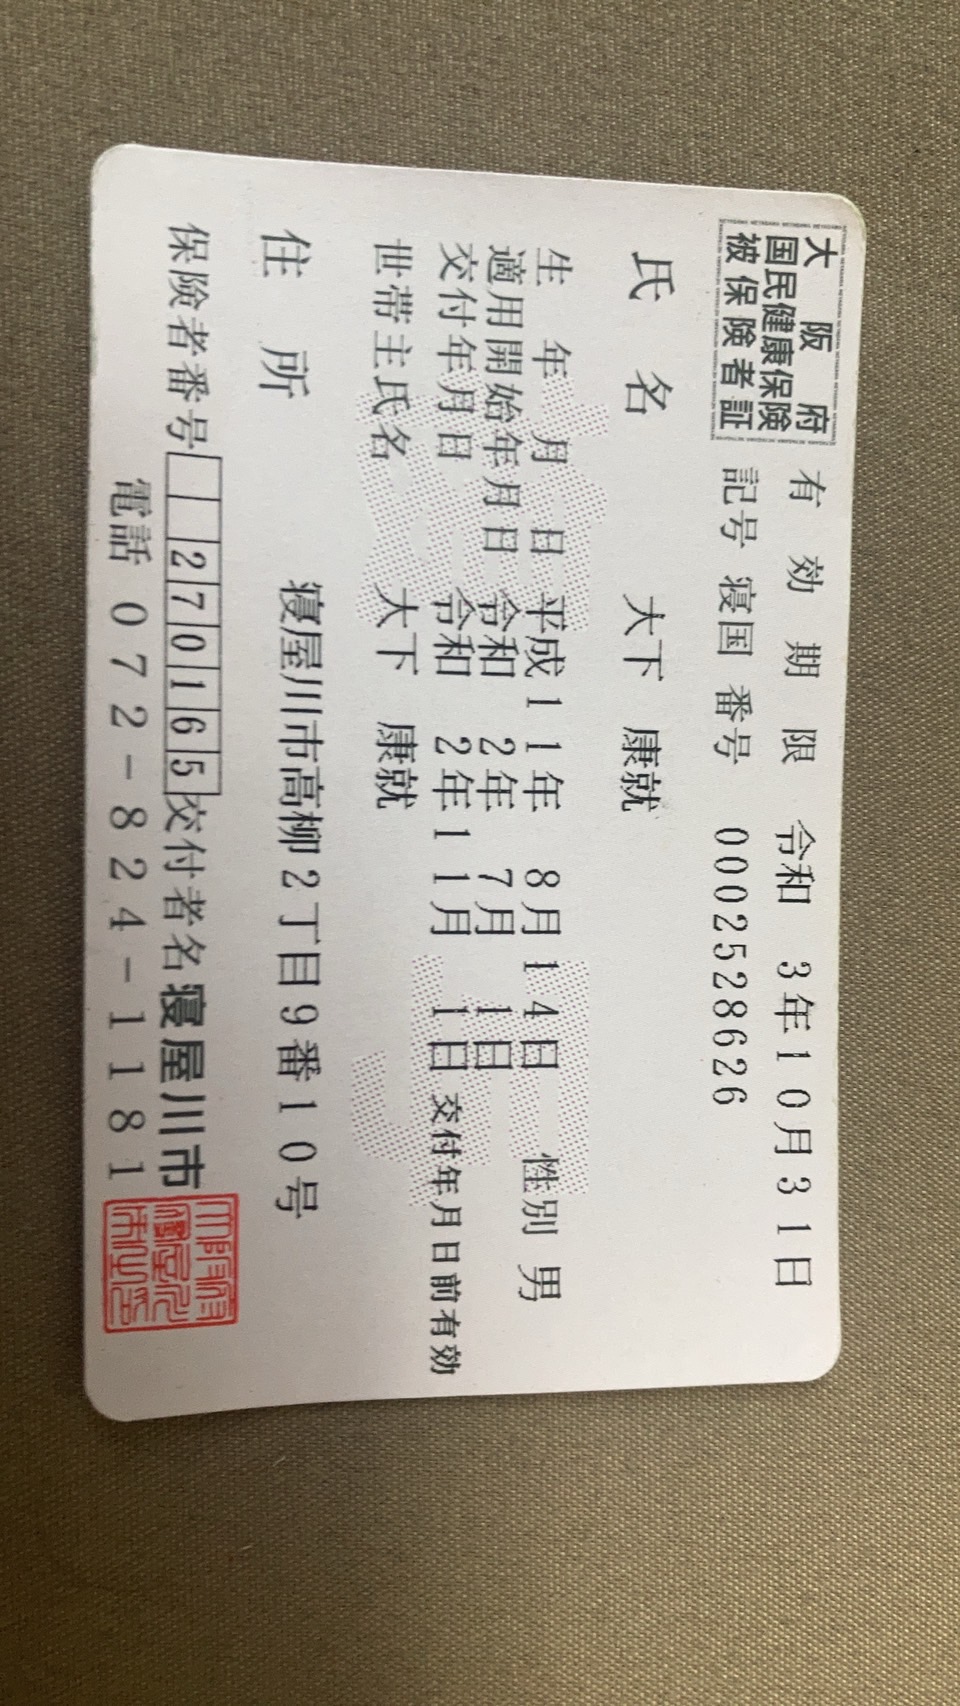 大阪府
国民健康保険
被保険者証
有効期限 令和 3年10月31日
記号 寝国 番号 0002528626
氏名 大下 康就
生年月日 平成11年 8月14日 性別 男
適用開始年月日 令和 2年 7月 1日
交付年月日 令和 2年11月 1日 交付年月日前有効
世帯主氏名 大下 康就
住所 寝屋川市高柳2丁目9番10号
保険者番号 270165 交付者名 寝屋川市
電話 072-824-1181